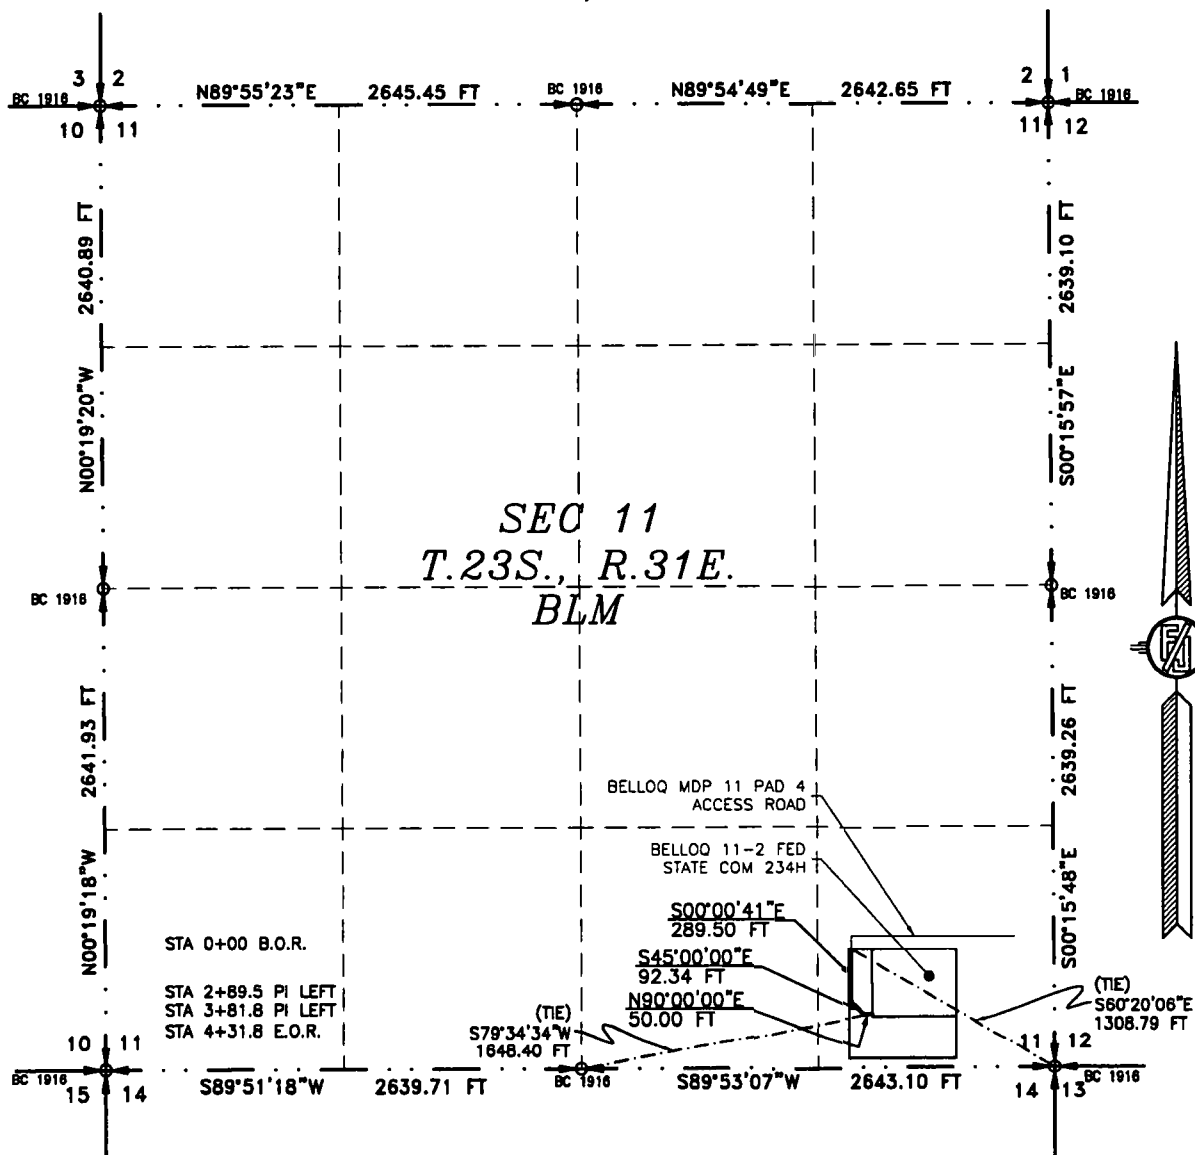 3 2
2 1
BC 1916
N89°55'23"E 2645.45 FT
BC 1916
N89°54'49"E 2642.65 FT
BC 1916
10 11
11 12
2640.89 FT
2639.10 FT
N00°19'20"W
S00°15'57"E
SEC 11
T.23S., R.31E.
BLM
BC 1916
BC 1916
2641.93 FT
2639.26 FT
BELLOQ MDP 11 PAD 4
ACCESS ROAD
BELLOQ 11-2 FED
STATE COM 234H
N00°19'18"W
S00°15'48"E
S00°00'41"E
289.50 FT
S45°00'00"E
92.34 FT
N90°00'00"E
50.00 FT
STA 0+00 B.O.R.
STA 2+89.5 PI LEFT
STA 3+81.8 PI LEFT
STA 4+31.8 E.O.R.
(TIE)
S79°34'34"W
1648.40 FT
(TIE)
S60°20'06"E
1308.79 FT
10 11
11 12
BC 1916
S89°51'18"W 2639.71 FT
BC 1916
S89°53'07"W 2643.10 FT
BC 1916
15 14
14 13